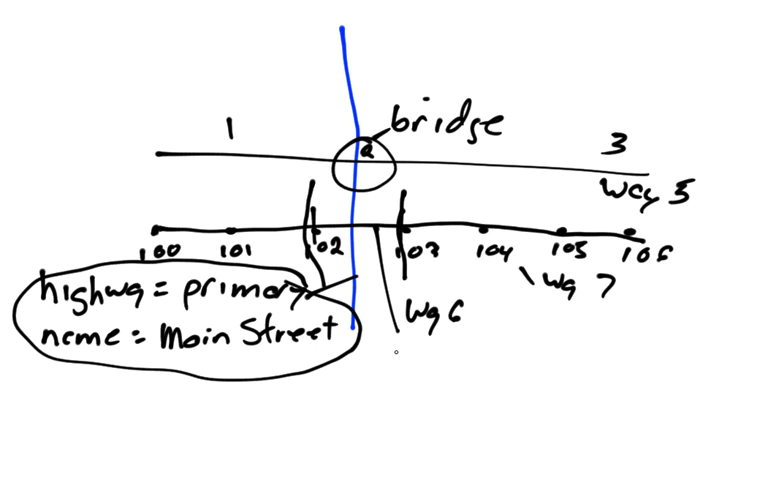 bridge
1
2
3
way 5
100 101 102 103 104 105 106
highwa = primary
name = Main Street
way 6
way 7